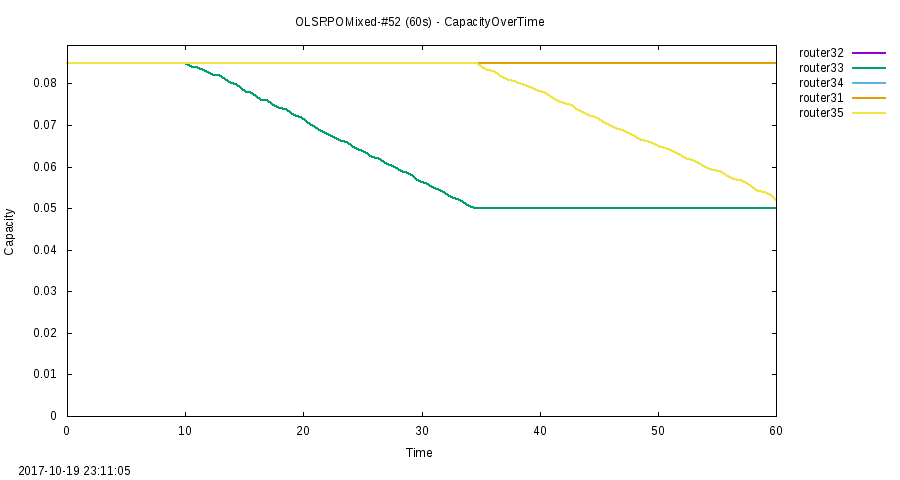 OLSRPOMixed-#52 (60s) - CapacityOverTime
router32
router33
router34
router31
router35
0.08
0.07
0.06
0.05
0.04
0.03
0.02
0.01
0
Capacity
0 10 20 30 40 50 60
Time
2017-10-19 23:11:05